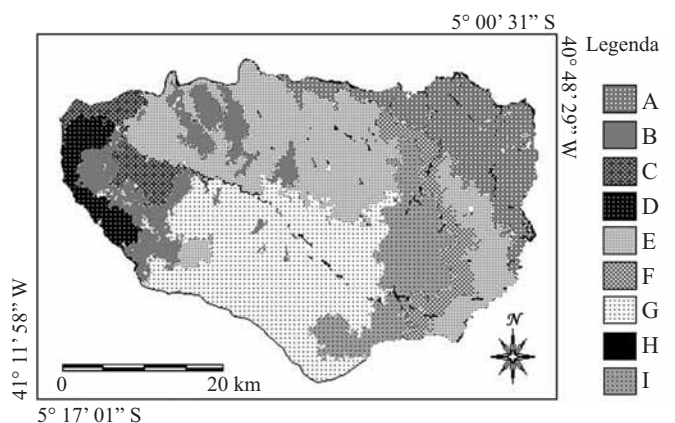 5° 00’ 31” S
40° 48’ 29” W
Legenda
A
B
C
D
E
F
G
H
I
N
0 20 km
41° 11’ 58” W
5° 17’ 01” S